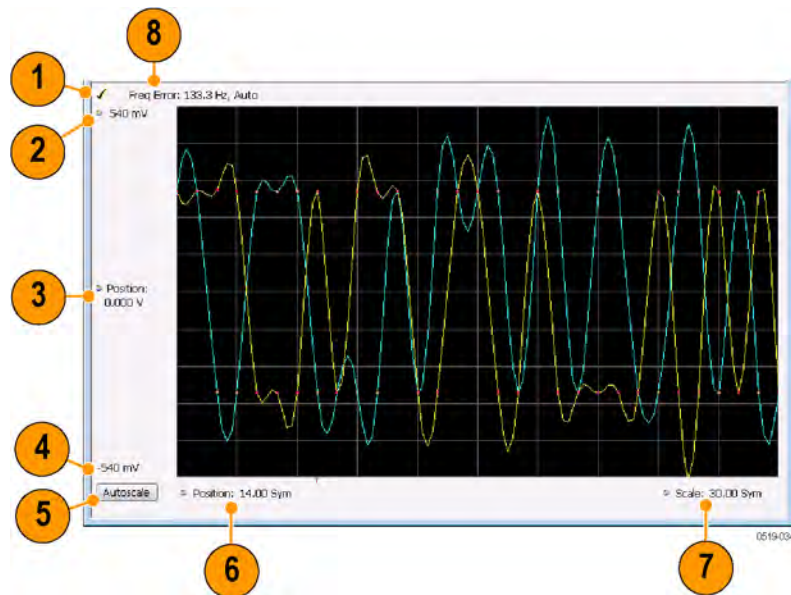 8
1
Freq Error: 133.3 Hz, Auto
540 mV
2
3
Position:
0.000 V
4
-540 mV
5
Autoscale
Position: 14.00 Sym
Scale: 30.00 Sym
0519-034
6
7